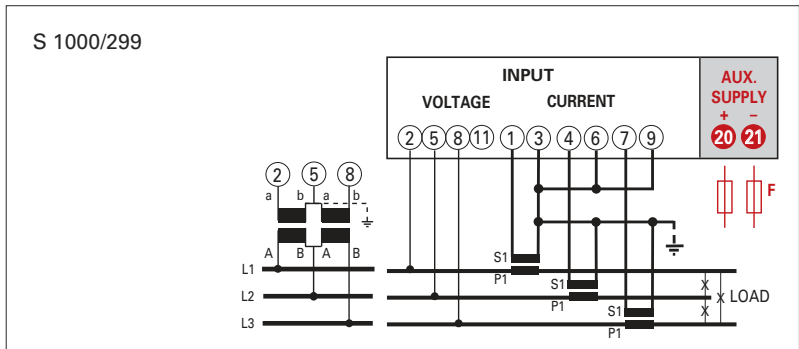 S 1000/299
INPUT
AUX.
SUPPLY
VOLTAGE CURRENT
+ −
2 5 8 11 1 3 4 6 7 9 20 21
2 5 8
a b a b
F
A B A B
S1
L1
P1
S1
L2
X
X LOAD
P1
X
S1
L3
P1